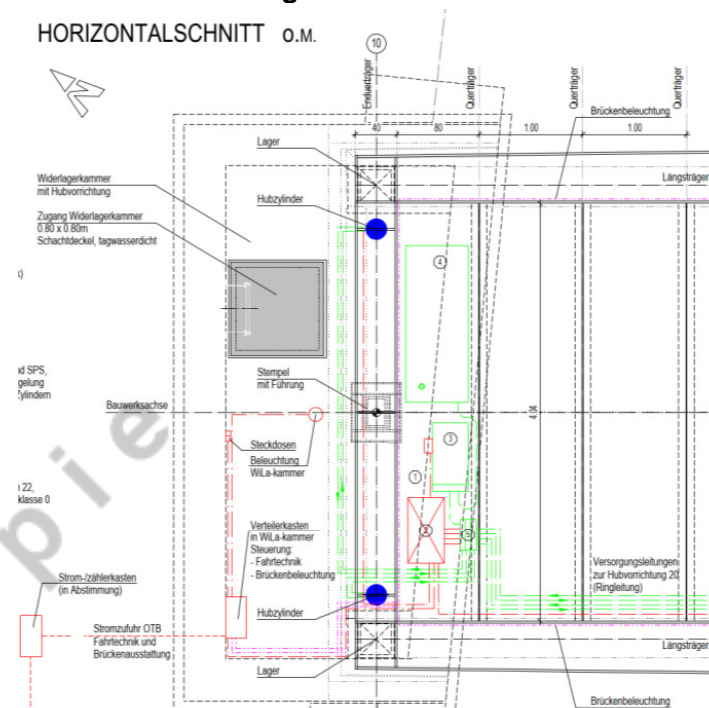 HORIZONTALSCHNITT O.M.
10
Endquerträger
Querträger
Querträger
Querträger
Brückenbeleuchtung
40
80
1.00
1.00
Lager
Längsträger
Widerlagerkammer
mit Hubvorrichtung
Hubzylinder
Zugang Widerlagerkammer
0.80 x 0.80m
Schachtdeckel, tagwasserdicht
4
nd SPS,
egelung
Zylindern
Stempel
mit Führung
Bauwerksachse
4.04
3
Steckdosen
Beleuchtung
WiLa-kammer
1
22,
klasse 0
Verteilerkasten
in WiLa-kammer
Steuerung:
- Fahrtechnik
- Brückenbeleuchtung
2
5
Versorgungsleitungen
zur Hubvorrichtung 20
(Ringleitung)
Strom-/zählerkasten
(in Abstimmung)
Hubzylinder
Stromzufuhr OTB
Fahrtechnik und
Brückenausstattung
Längsträger
Lager
Brückenbeleuchtung
pie